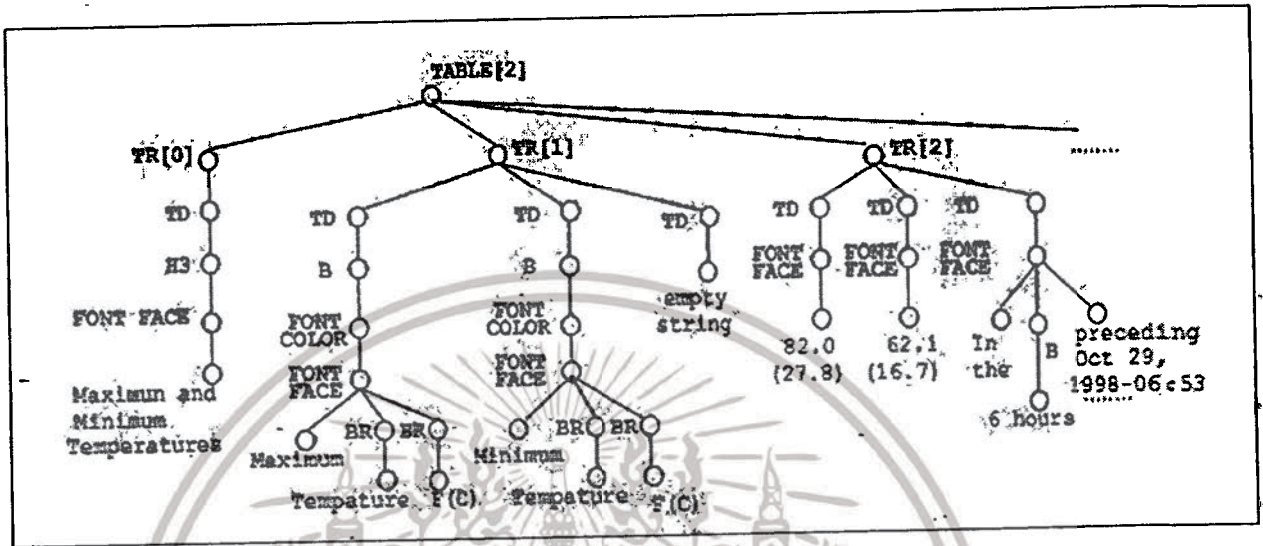 TABLE[2]
TR[0]
TR[1]
TR[2]
.........
TD
TD
TD
TD
TD
TD
TD
H3
B
B
FONT FACE
FONT FACE
FONT FACE
FONT FACE
empty string
FONT COLOR
FONT COLOR
FONT FACE
FONT FACE
82.0 (27.8)
62.1 (16.7)
In the
B
preceding
Oct 29,
1998-06:53
.........
6 hours
Maximun and
Minimum
Temperatures
Maximum
BR
BR
Minimum
BR
BR
Tempature
F(C)
Tempature
F(C)